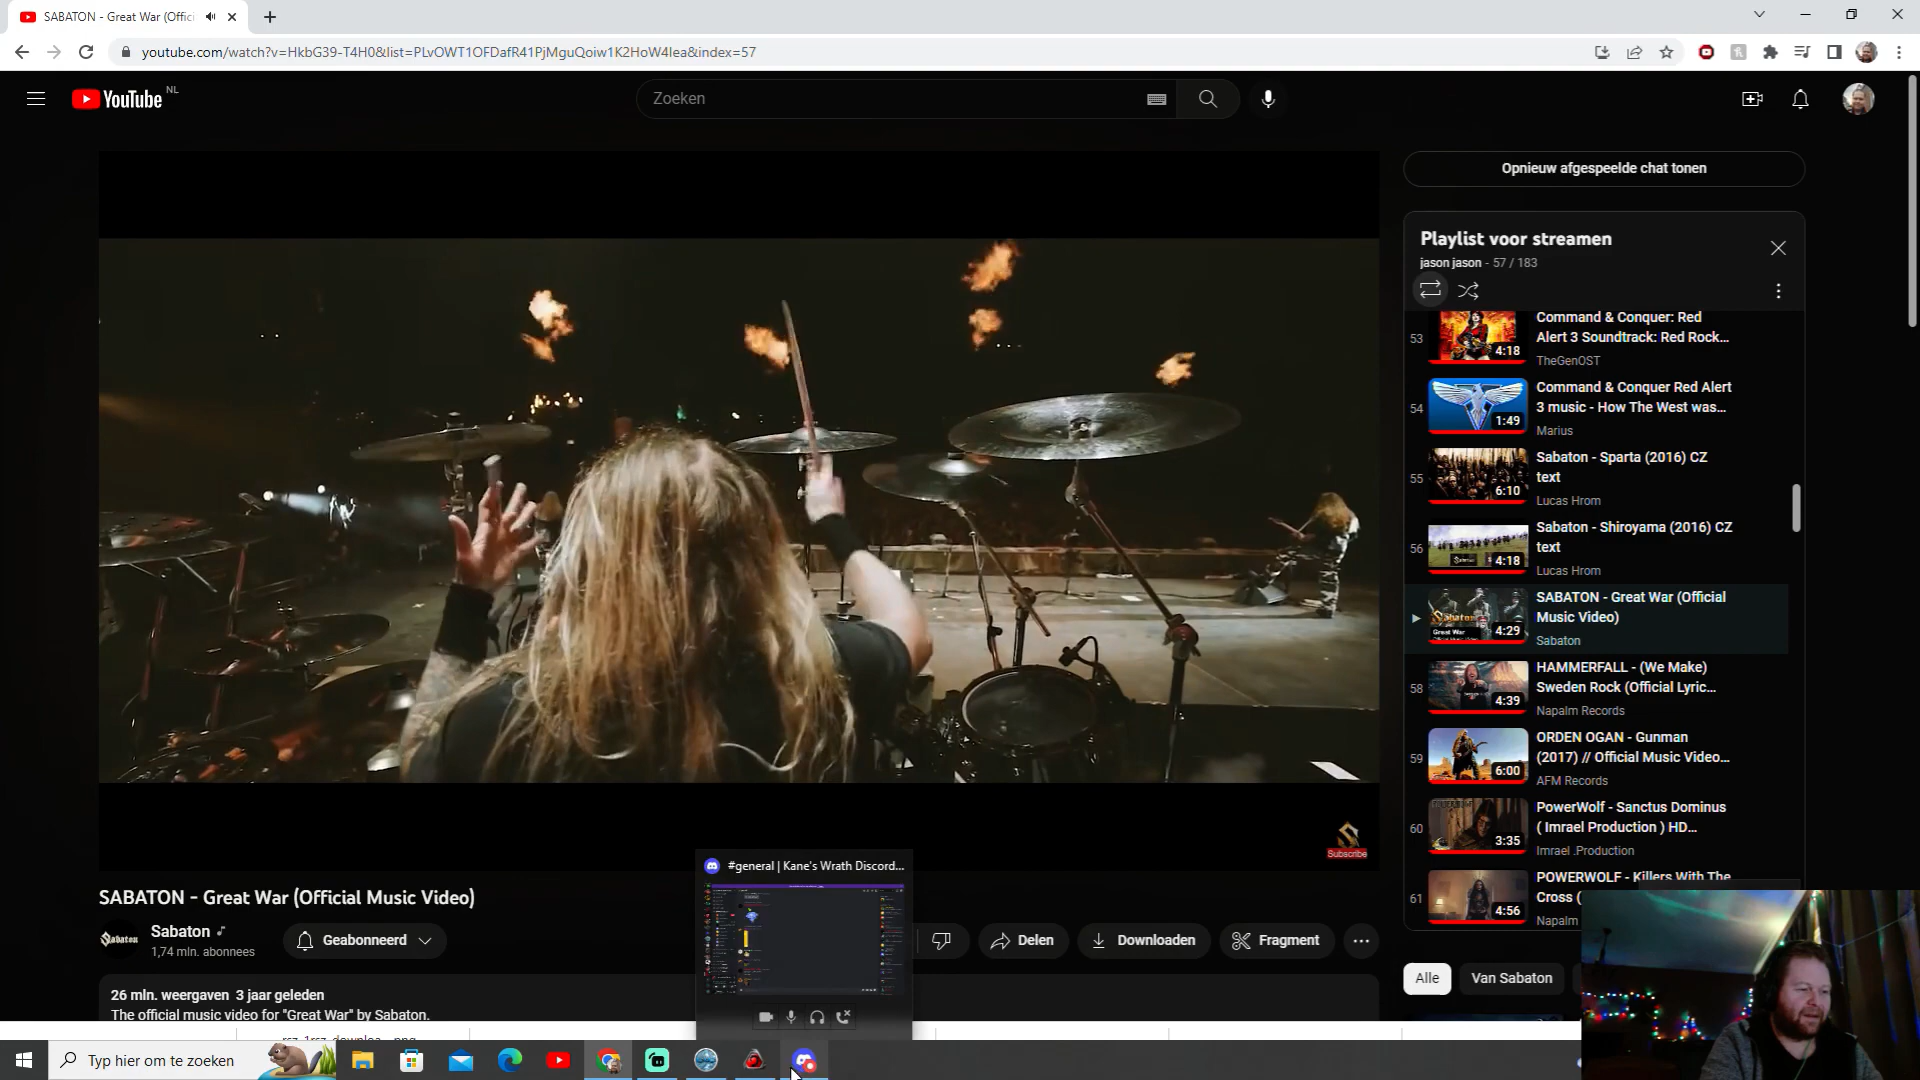 SABATON - Great War (Offici
youtube.com/watch?v=HkbG39-T4H0&list=PLvOWT1OFDafR41PjMguQoiw1K2HoW4Iea&index=57
YouTube NL
Zoeken
Opnieuw afgespeelde chat tonen
Playlist voor streamen
jason jason - 57 / 183
53
4:18
Command & Conquer: Red
Alert 3 Soundtrack: Red Rock...
TheGenOST
54
1:49
Command & Conquer Red Alert
3 music - How The West was...
Marius
55
6:10
Sabaton - Sparta (2016) CZ
text
Lucas Hrom
56
4:18
Sabaton - Shiroyama (2016) CZ
text
Lucas Hrom
Sabaton
Great War
4:29
SABATON - Great War (Official
Music Video)
Sabaton
58
4:39
HAMMERFALL - (We Make)
Sweden Rock (Official Lyric...
Napalm Records
59
6:00
ORDEN OGAN - Gunman
(2017) // Official Music Video...
AFM Records
60
3:35
PowerWolf - Sanctus Dominus
( Imrael Production ) HD...
Imrael .Production
61
4:56
POWERWOLF - Killers With The
Cross (
Napalm
Subscribe
SABATON - Great War (Official Music Video)
Sabaton
Sabaton
1,74 mln. abonnees
Geabonneerd
Delen
Downloaden
Fragment
Alle
Van Sabaton
26 mln. weergaven 3 jaar geleden
The official music video for "Great War" by Sabaton.
#general | Kane's Wrath Discord...
Typ hier om te zoeken